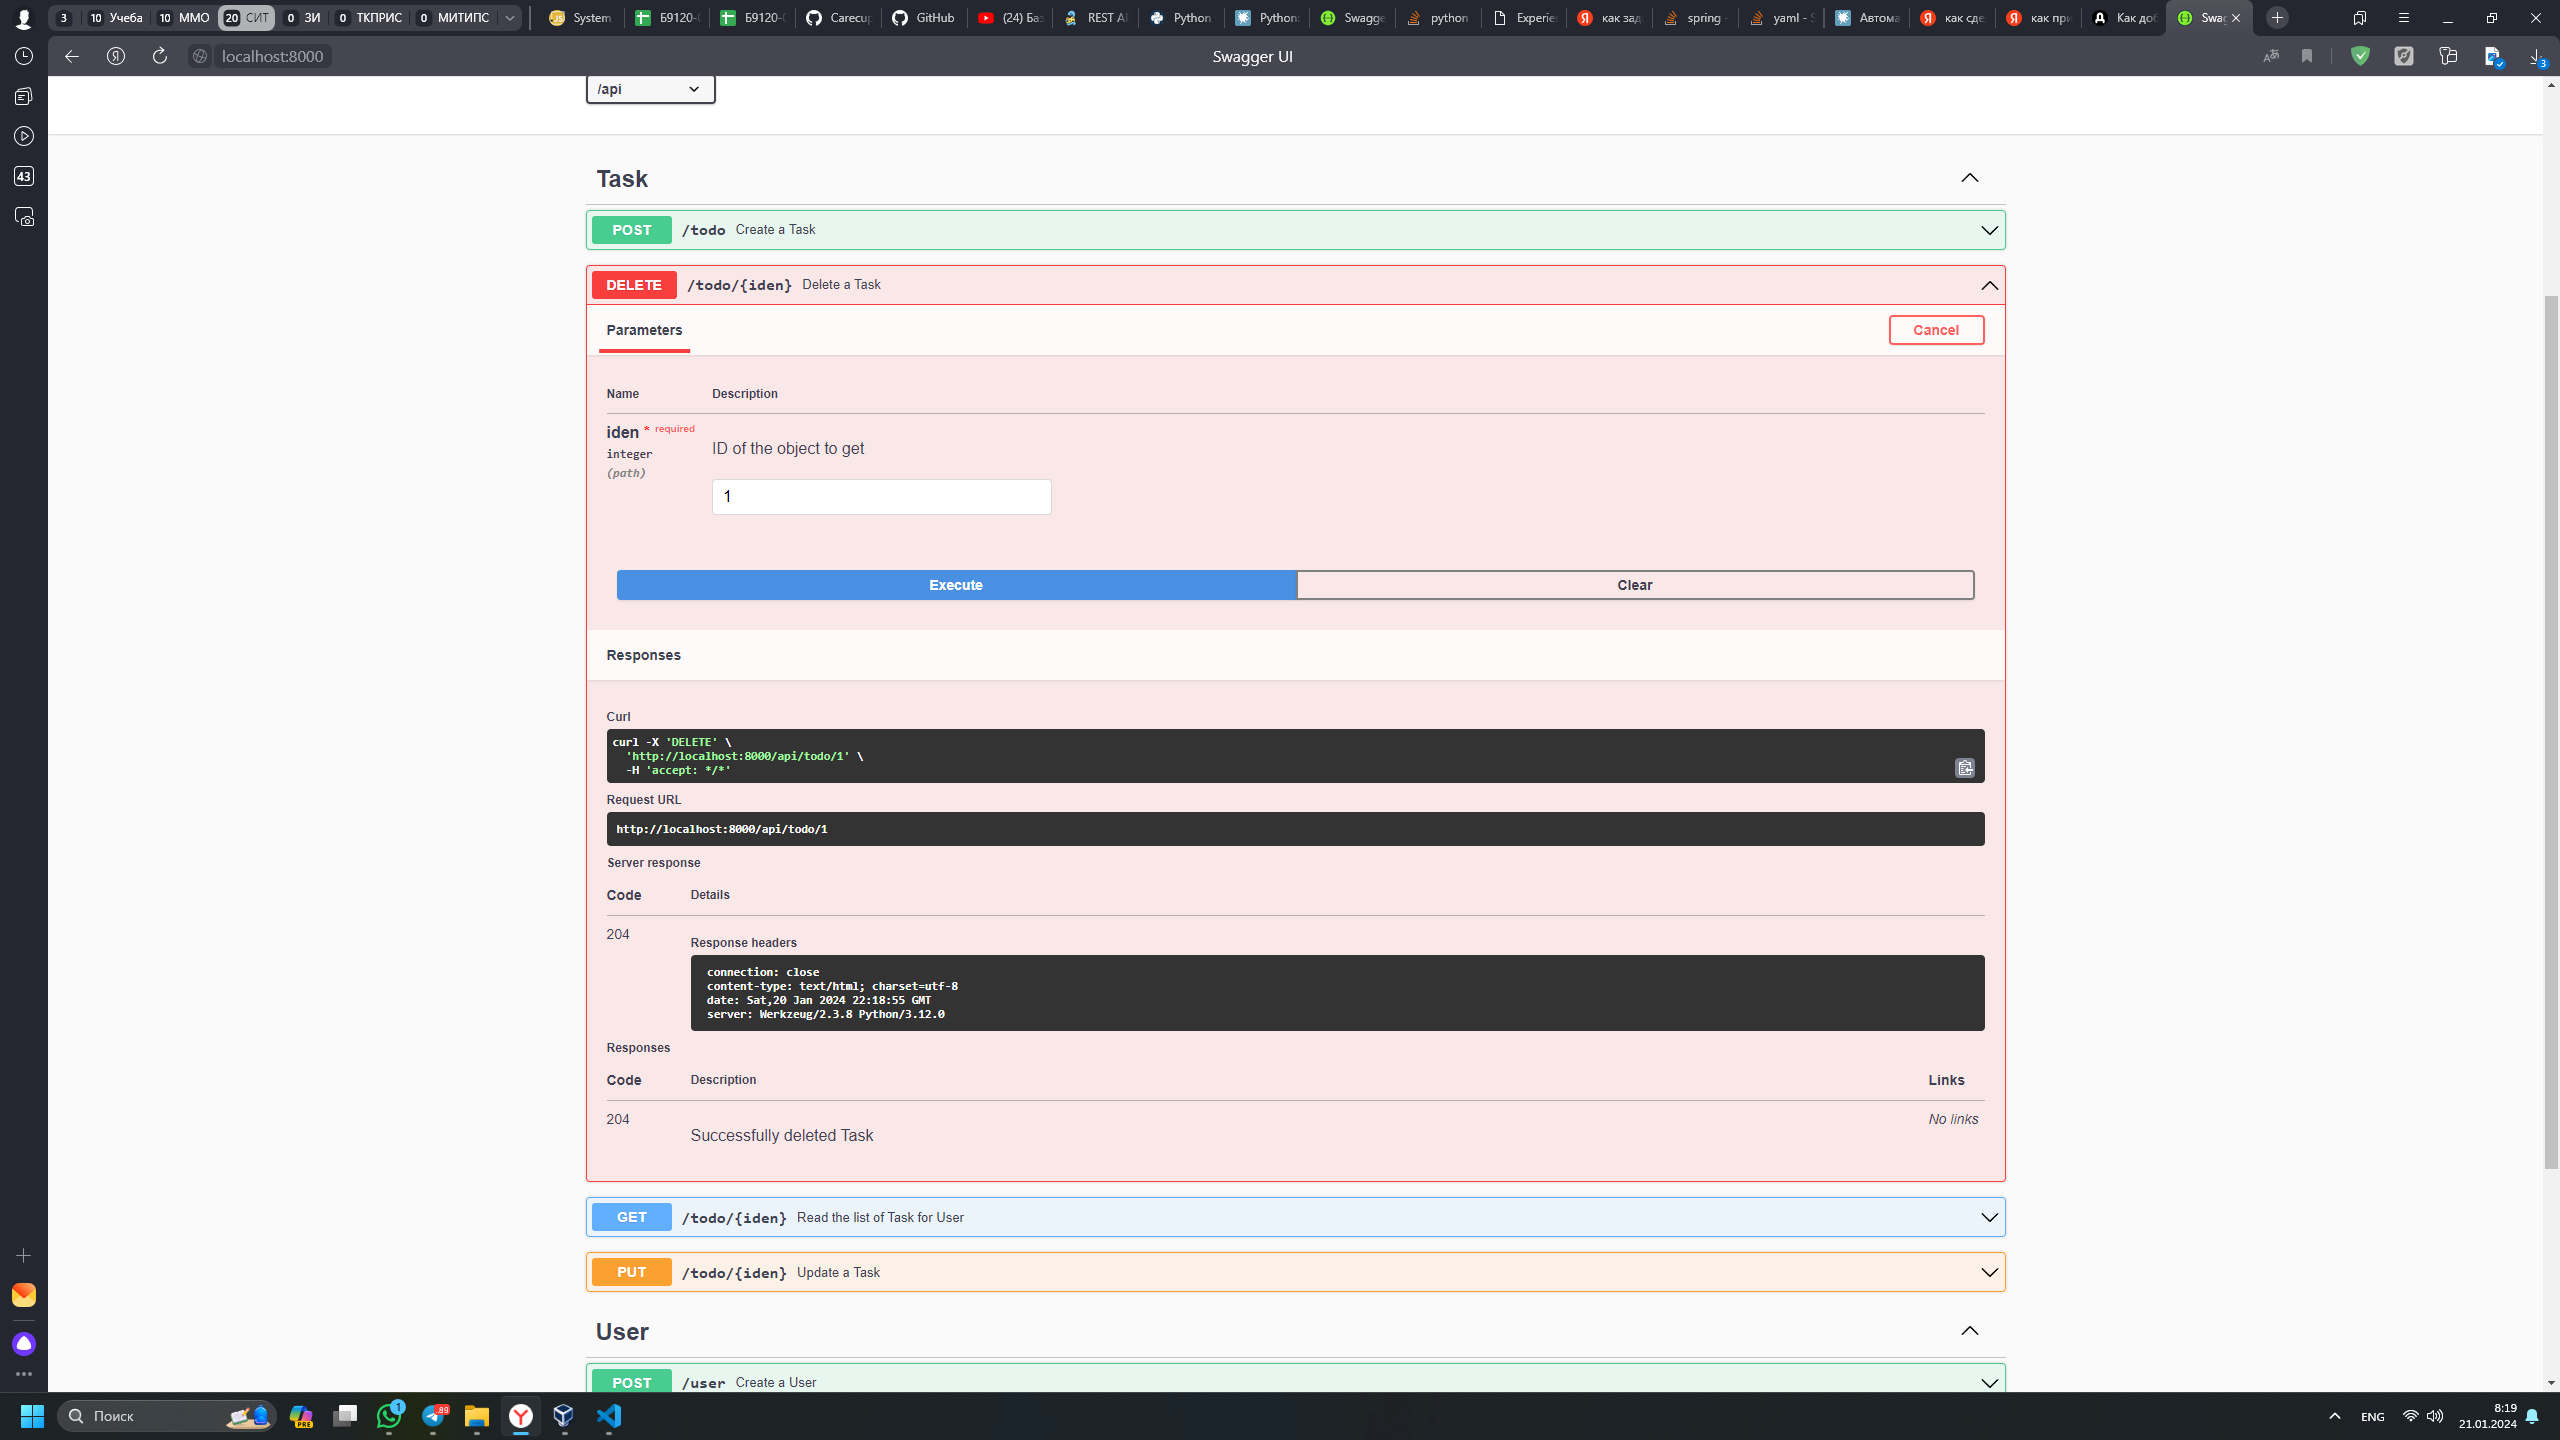 3 10 Учеба 10 ММО 20 СИТ 0 ЗИ 0 ТКПРИС 0 МИТИПС System Б9120- Б9120- Carecup GitHub (24) Ба REST AP Python Python: Swagge python Experie как зад spring - yaml - S Автома как сде как при Как доб Swag
localhost:8000 Swagger UI
3
43
/api
Task
POST /todo Create a Task
DELETE /todo/{iden} Delete a Task
Parameters Cancel
Name Description
iden * required
integer
(path)
ID of the object to get
1
Execute Clear
Responses
Curl
curl -X 'DELETE' \
'http://localhost:8000/api/todo/1' \
-H 'accept: */*'
Request URL
http://localhost:8000/api/todo/1
Server response
Code Details
204
Response headers
connection: close
content-type: text/html; charset=utf-8
date: Sat,20 Jan 2024 22:18:55 GMT
server: Werkzeug/2.3.8 Python/3.12.0
Responses
Code Description Links
204 No links
Successfully deleted Task
GET /todo/{iden} Read the list of Task for User
PUT /todo/{iden} Update a Task
User
POST /user Create a User
Поиск PRE 1 89 ENG 8:19
21.01.2024